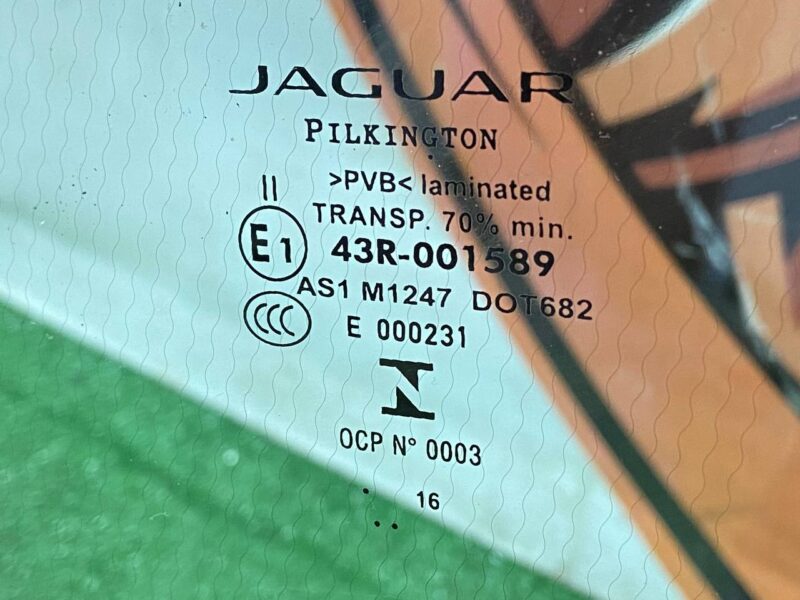 JAGUAR
PILKINGTON
II >PVB< laminated
TRANSP. 70% min.
E1 43R-001589
AS1 M1247 DOT682
CCC E 000231
OCP N° 0003
16